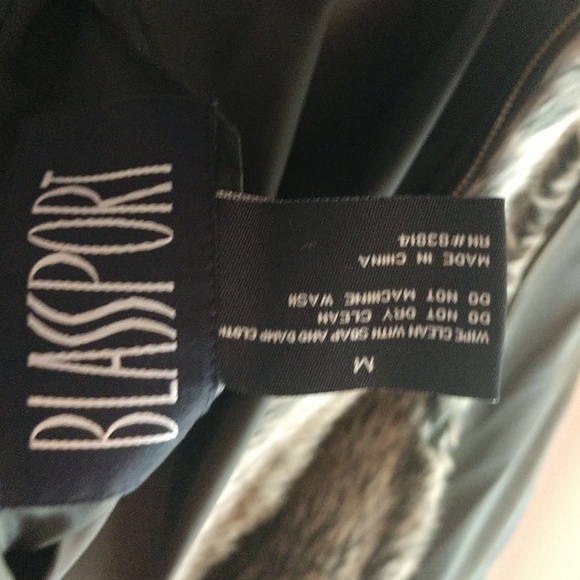 BLASSPORT
M
WIPE CLEAN WITH SOAP AND DAMP CLOTH
DO NOT DRY CLEAN
DO NOT MACHINE WASH
MADE IN CHINA
RN#83814